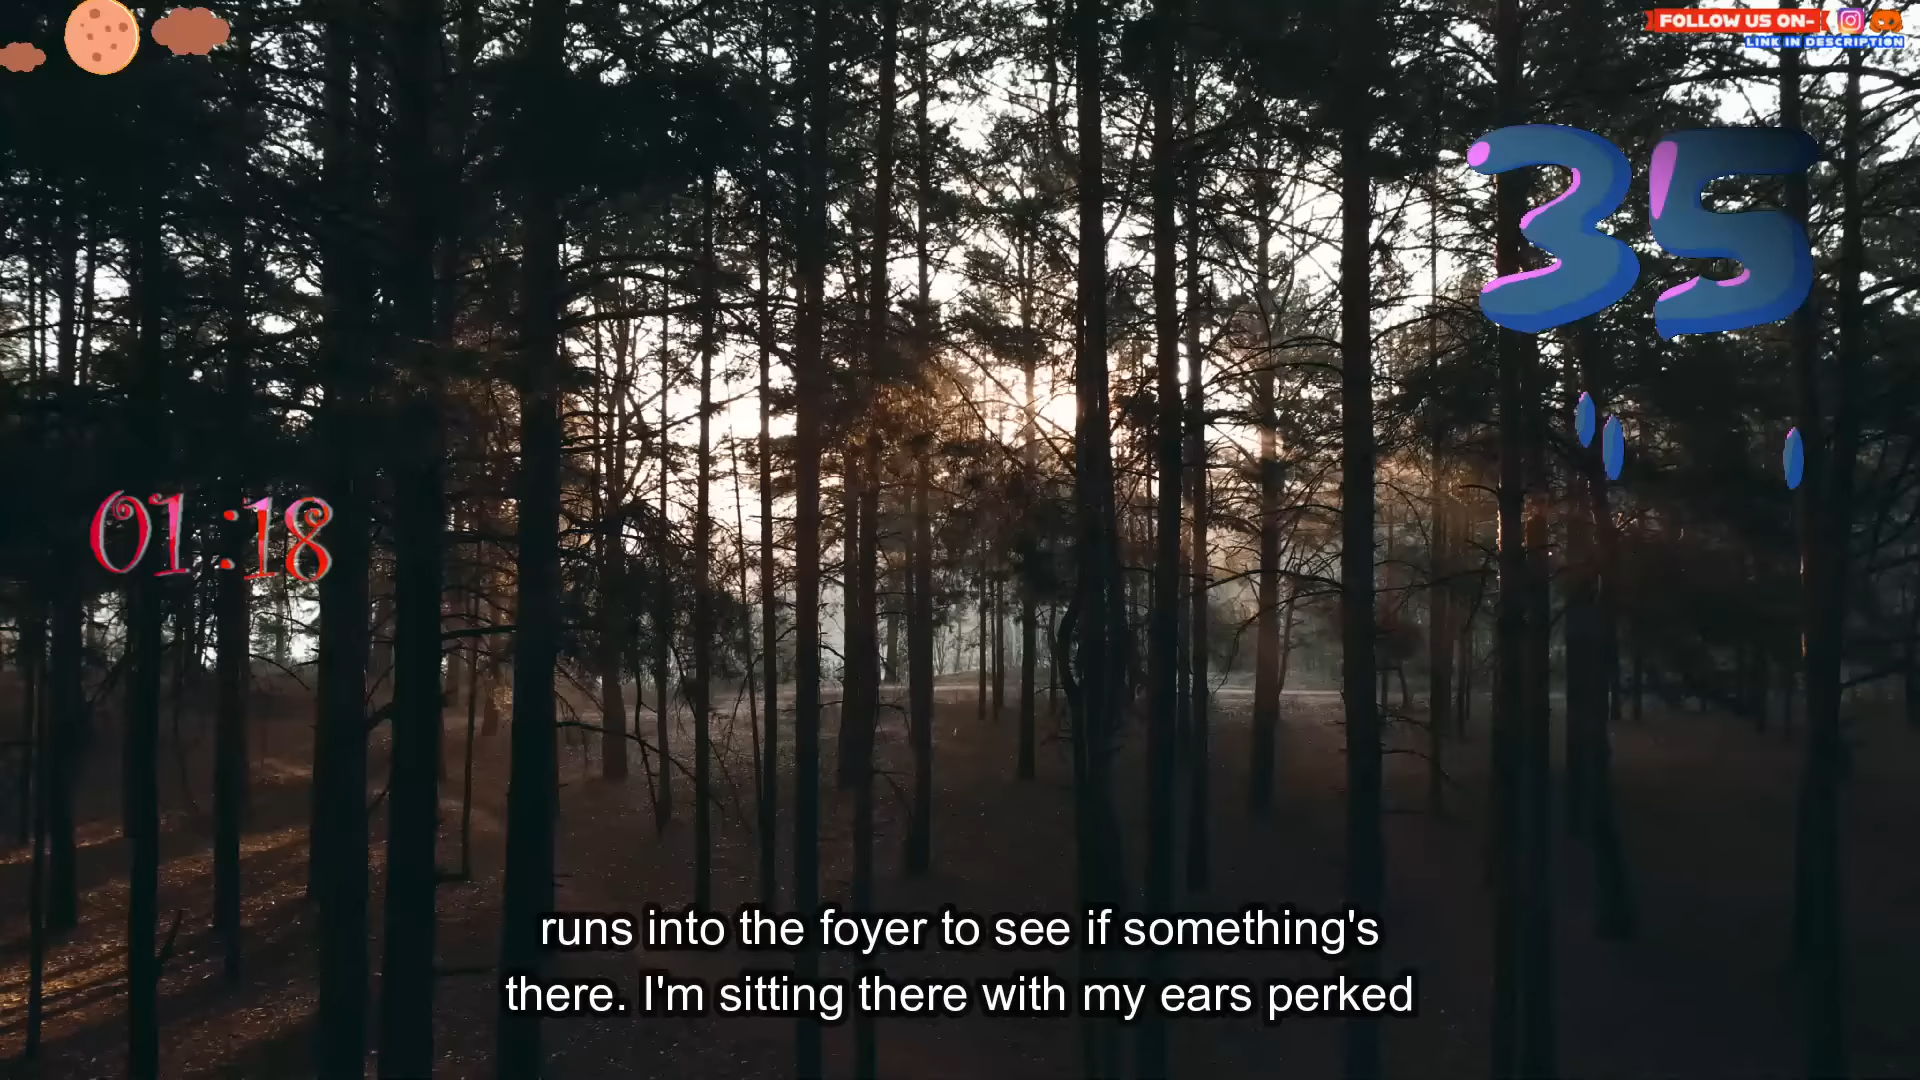 FOLLOW US ON-
LINK IN DESCRIPTION
35
01:18
runs into the foyer to see if something's
there. I'm sitting there with my ears perked